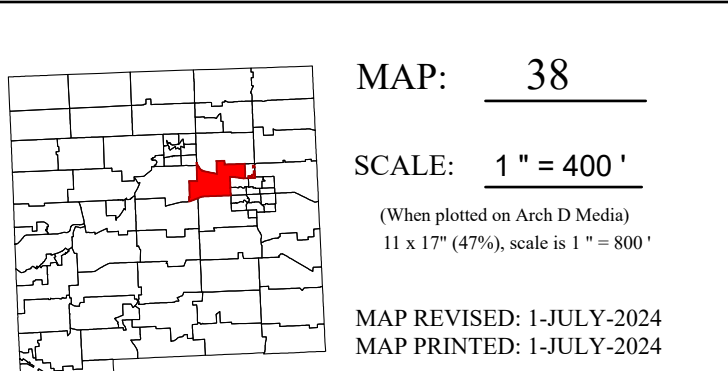 MAP: 38
SCALE: 1 " = 400 '
(When plotted on Arch D Media)
11 x 17" (47%), scale is 1 " = 800 '
MAP REVISED: 1-JULY-2024
MAP PRINTED: 1-JULY-2024